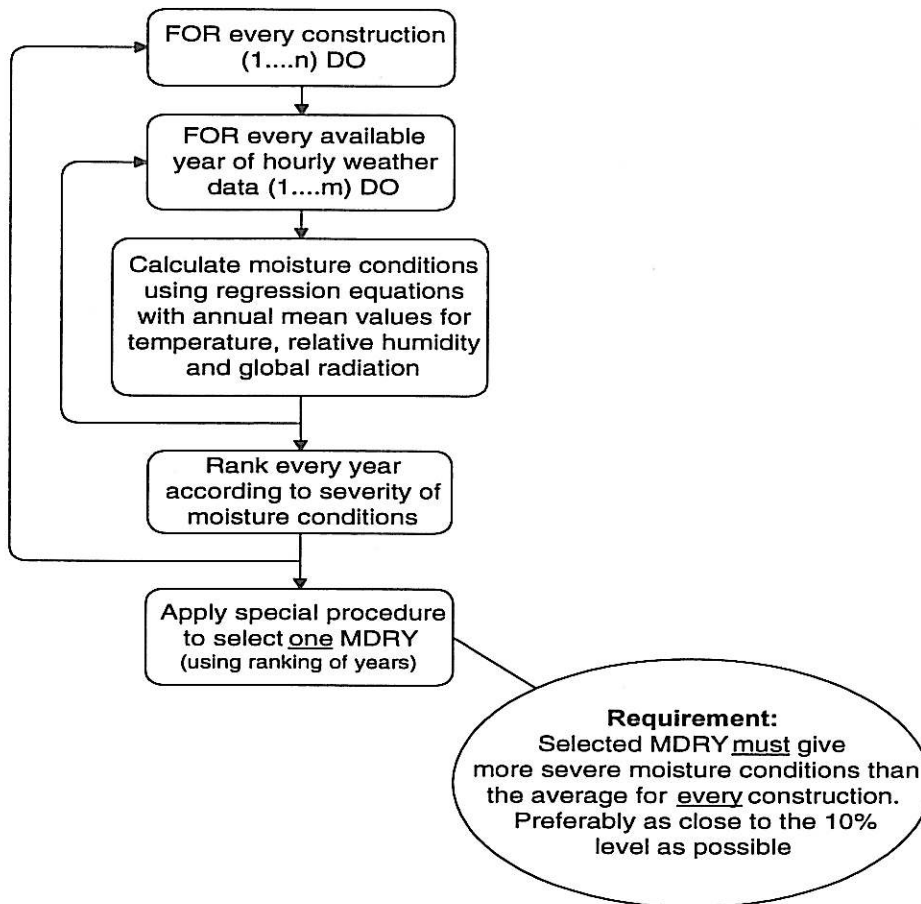 FOR every construction
(1....n) DO
FOR every available
year of hourly weather
data (1....m) DO
Calculate moisture conditions
using regression equations
with annual mean values for
temperature, relative humidity
and global radiation
Rank every year
according to severity of
moisture conditions
Apply special procedure
to select one MDRY
(using ranking of years)
Requirement:
Selected MDRY must give
more severe moisture conditions than
the average for every construction.
Preferably as close to the 10%
level as possible